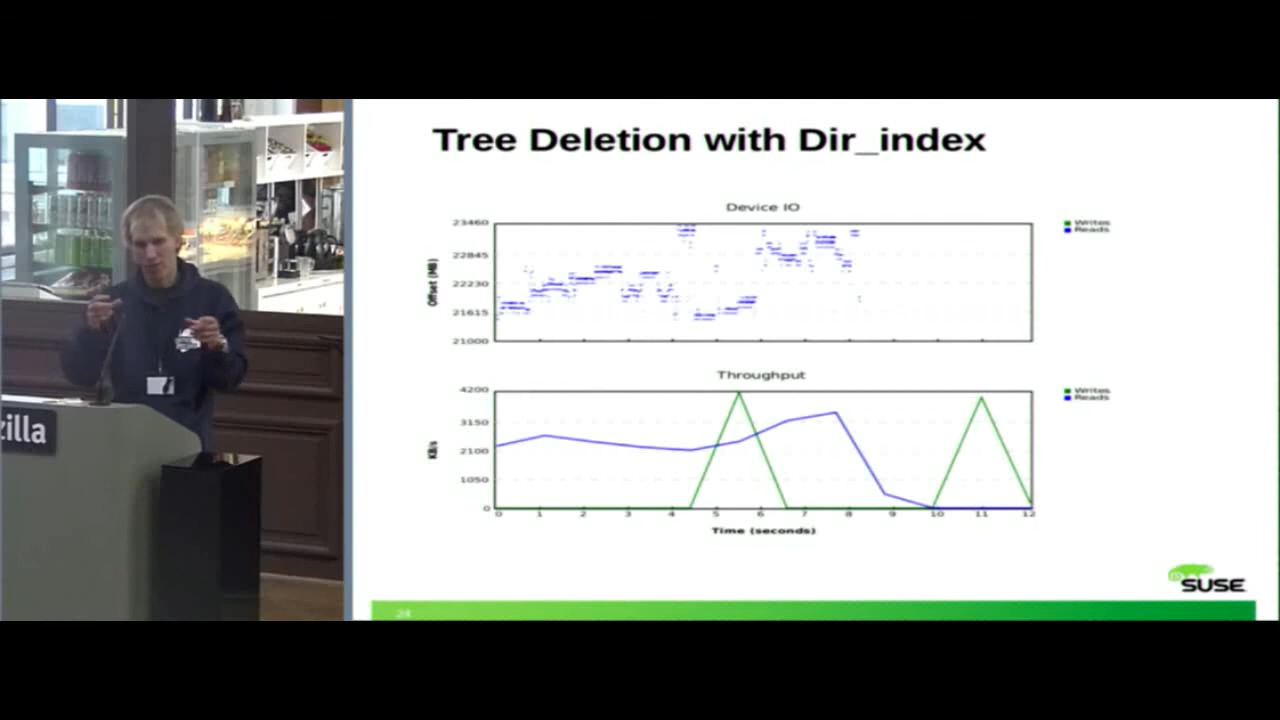 Tree Deletion with Dir_index
Device IO
23460
22845
22230
21615
21000
Offset (MB)
Writes
Reads
Throughput
4200
3150
2100
1050
0
KB/s
Writes
Reads
0 1 2 3 4 5 6 7 8 9 10 11 12
Time (seconds)
SUSE
24
zilla